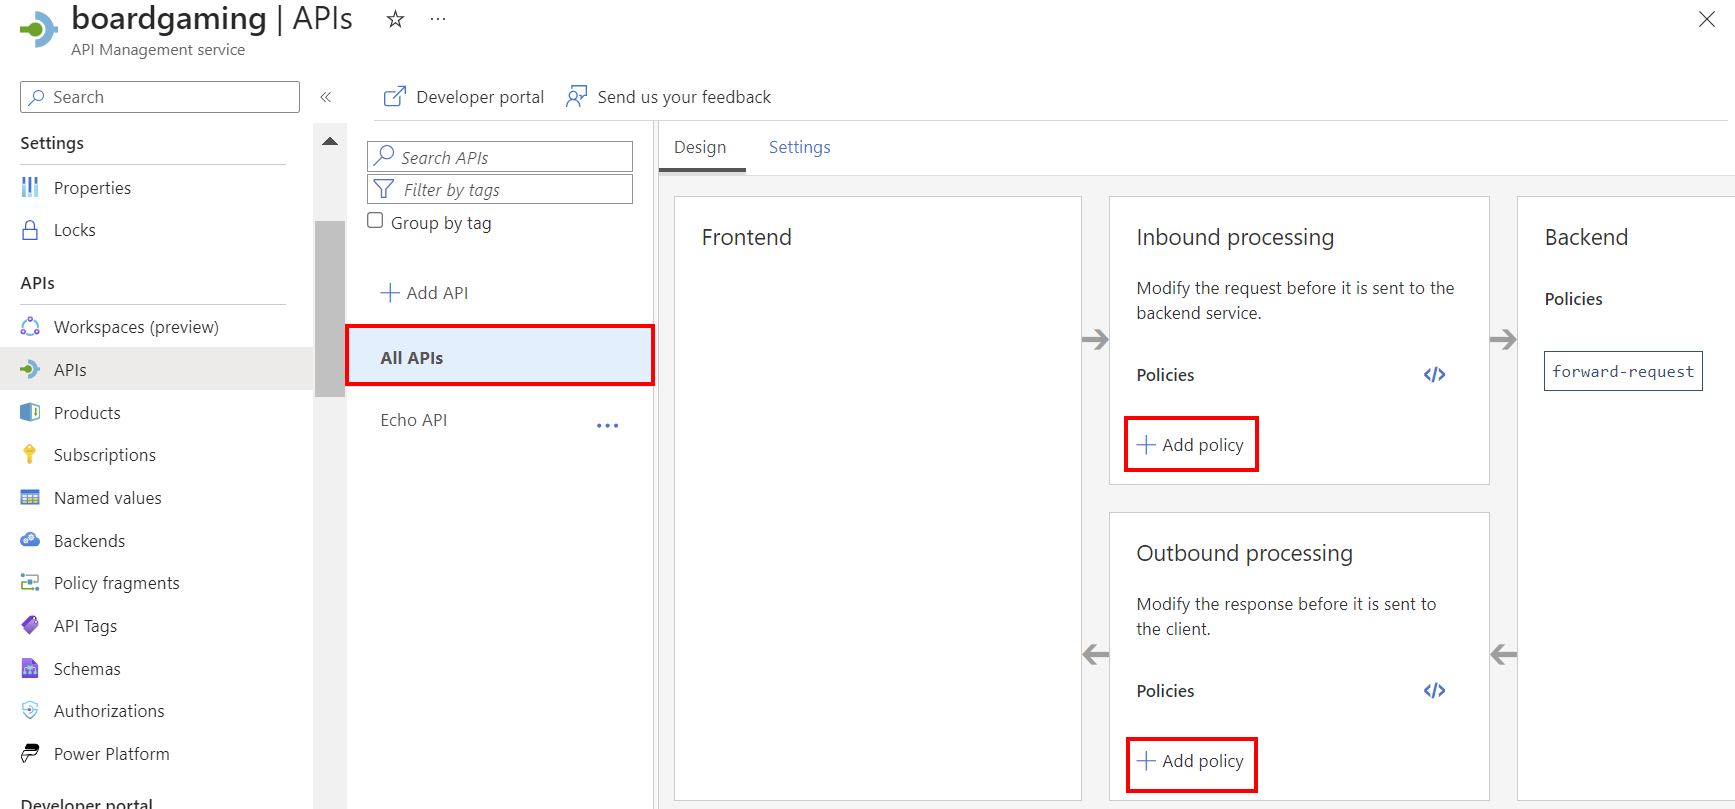 boardgaming | APIs
API Management service
Search
Settings
Properties
Locks
APIs
Workspaces (preview)
APIs
Products
Subscriptions
Named values
Backends
Policy fragments
API Tags
Schemas
Authorizations
Power Platform
Developer portal
Developer portal
Send us your feedback
Search APIs
Filter by tags
Group by tag
Add API
All APIs
Echo API
Design
Settings
Frontend
Inbound processing
Modify the request before it is sent to the
backend service.
Policies
</>
Add policy
Outbound processing
Modify the response before it is sent to
the client.
Policies
</>
Add policy
Backend
Policies
forward-request